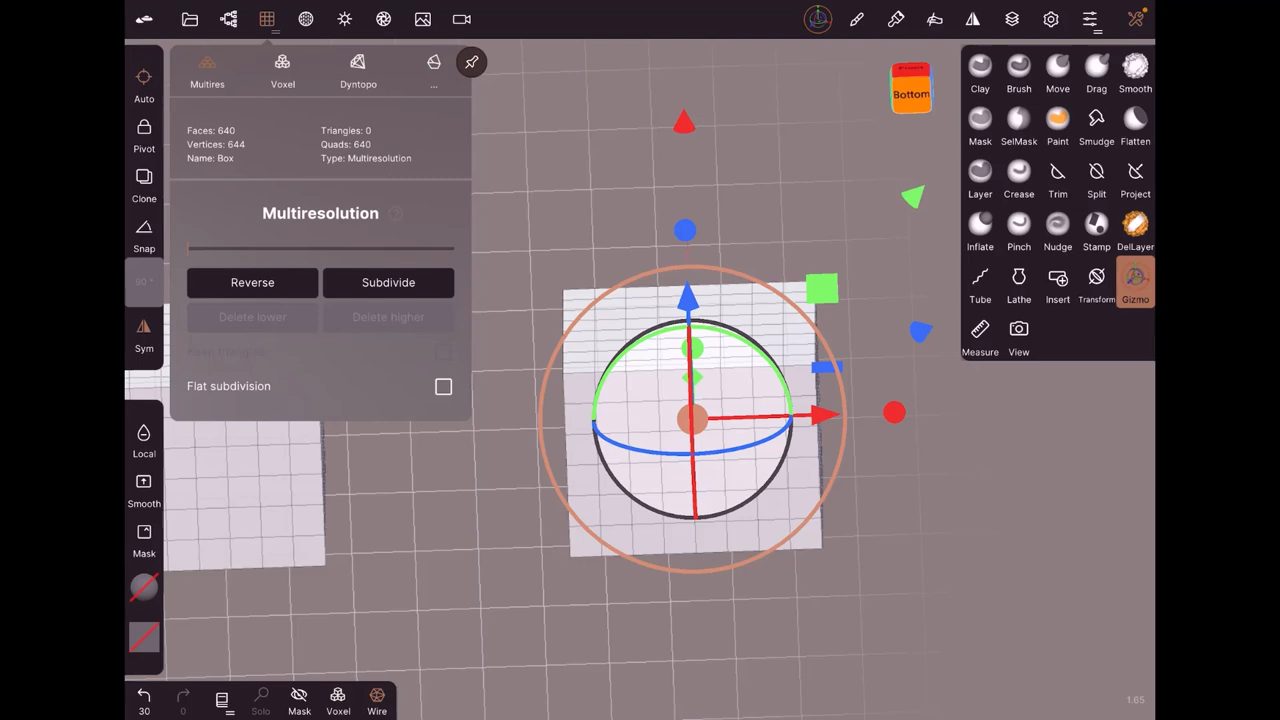 Multires
Voxel
Dyntopo
...
Faces: 640
Triangles: 0
Vertices: 644
Quads: 640
Name: Box
Type: Multiresolution
Multiresolution ?
Reverse
Subdivide
Delete lower
Delete higher
Flat subdivision
Auto
Pivot
Clone
Snap
90 °
Sym
Local
Smooth
Mask
30
0
Solo
Mask
Voxel
Wire
Bottom
Clay
Brush
Move
Drag
Smooth
Mask
SelMask
Paint
Smudge
Flatten
Layer
Crease
Trim
Split
Project
Inflate
Pinch
Nudge
Stamp
DelLayer
Tube
Lathe
Insert
Transform
Gizmo
Measure
View
1.65